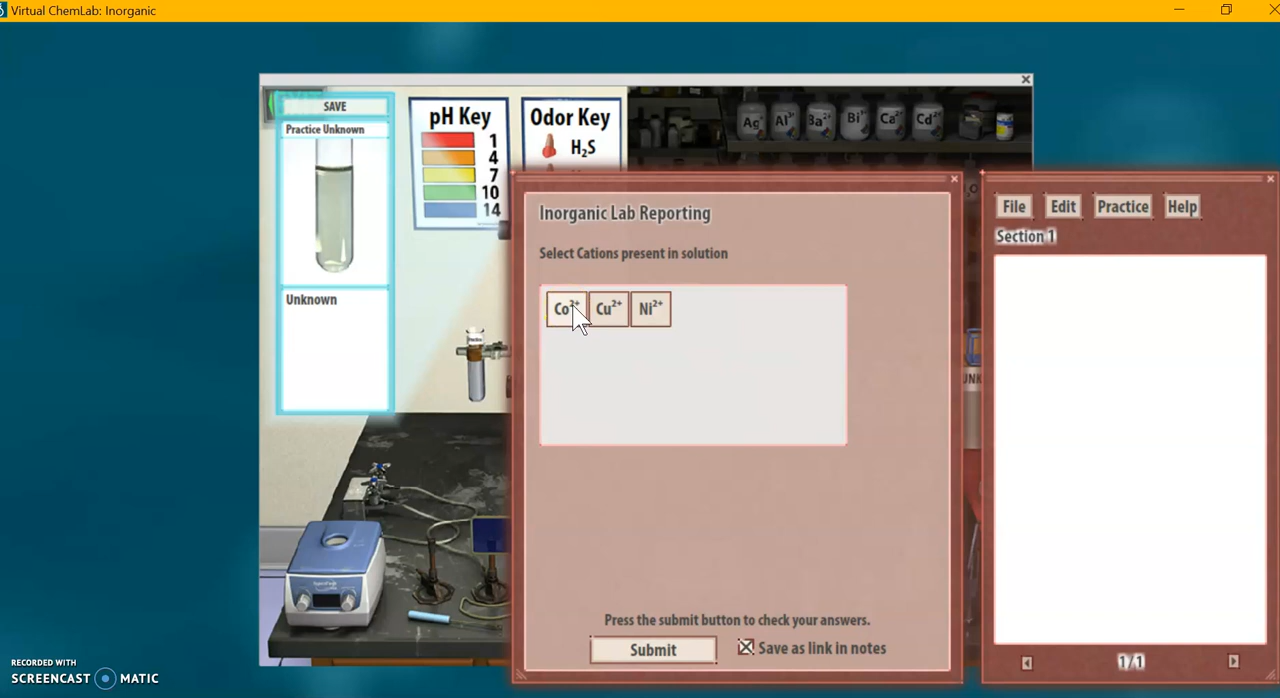 Virtual ChemLab: Inorganic
SAVE
Practice Unknown
Unknown
pH Key
1
4
7
10
14
Odor Key
H₂S
Ag⁺
Al³⁺
Ba²⁺
Bi³⁺
Ca²⁺
Cd²⁺
Inorganic Lab Reporting
Select Cations present in solution
Co²⁺ Cu²⁺ Ni²⁺
Press the submit button to check your answers.
Submit
Save as link in notes
File Edit Practice Help
Section 1
1/1
RECORDED WITH
SCREENCAST MATIC